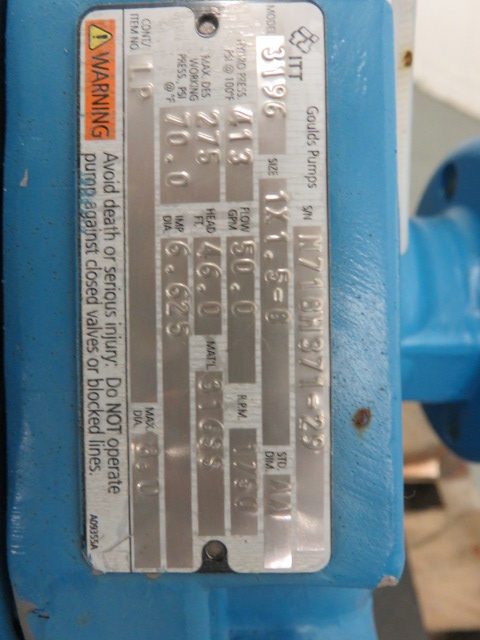 ITT Goulds Pumps S/N N718H971-29
MODEL 3196 SIZE 1X1.5-8 STD. DIM. AA
HYDRO PRESS. PSI @ 100°F 413 FLOW GPM 50.0 R.P.M. 1750
MAX. DES WORKING PRESS, PSI @ °F 275 HEAD FT. 46.0 MAT'L 316SS
70.0 IMP. DIA. 6.625
CONT./ ITEM NO. LP MAX. DIA. 8.0
WARNING Avoid death or serious injury. Do NOT operate
pump against closed valves or blocked lines.
A09355A